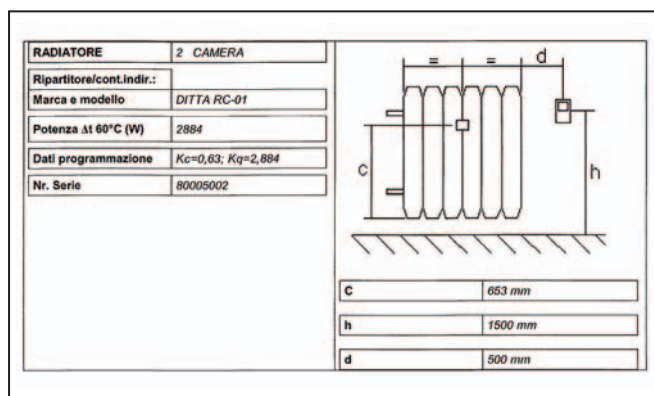 RADIATORE 2 CAMERA
Ripartitore/cont.indir.:
Marca e modello DITTA RC-01
Potenza Δt 60°C (W) 2884
Dati programmazione Kc=0,63; Kq=2,884
Nr. Serie 80005002
= = d
c
h
C 653 mm
h 1500 mm
d 500 mm